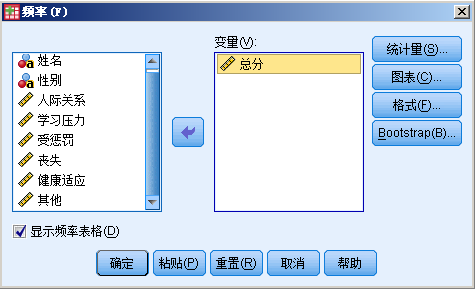 频率(F)
变量(V):
姓名
性别
人际关系
学习压力
受惩罚
丧失
健康适应
其他
总分
统计量(S)...
图表(C)...
格式(F)...
Bootstrap(B)...
显示频率表格(D)
确定
粘贴(P)
重置(R)
取消
帮助